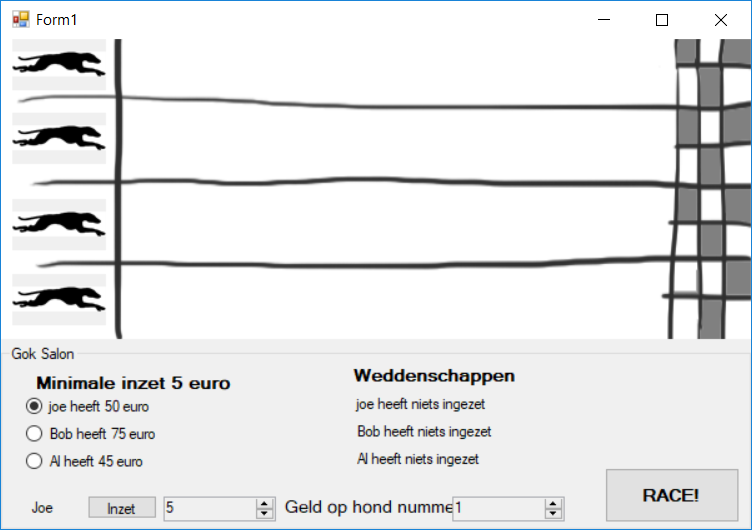 Form1
Gok Salon
Minimale inzet 5 euro
Weddenschappen
joe heeft 50 euro
joe heeft niets ingezet
Bob heeft 75 euro
Bob heeft niets ingezet
Al heeft 45 euro
Al heeft niets ingezet
RACE!
Joe
Inzet
5
Geld op hond numme
1